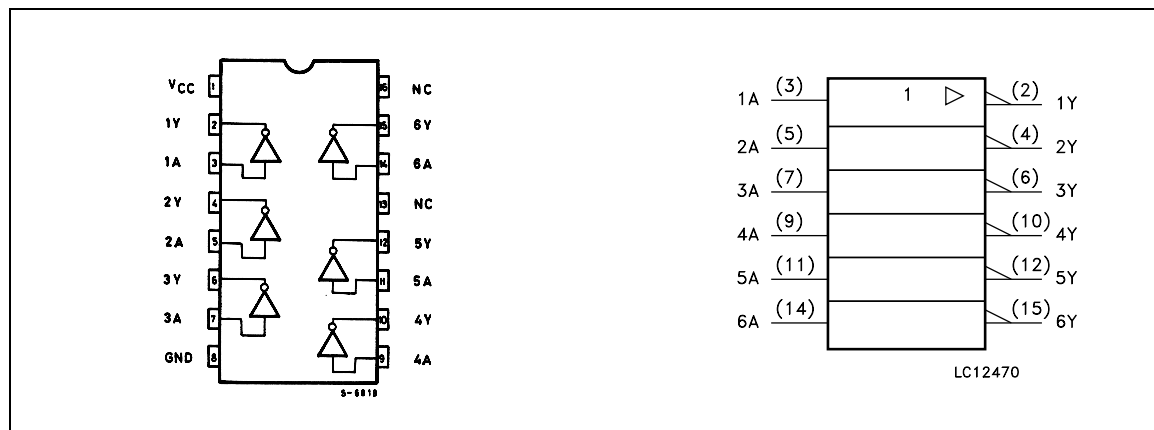 VCC 1 16 NC
1Y 2 15 6Y
1A 3 14 6A
2Y 4 13 NC
2A 5 12 5Y
3Y 6 11 5A
3A 7 10 4Y
GND 8 9 4A
S-6818
1A (3) 1 (2) 1Y
2A (5) (4) 2Y
3A (7) (6) 3Y
4A (9) (10) 4Y
5A (11) (12) 5Y
6A (14) (15) 6Y
LC12470